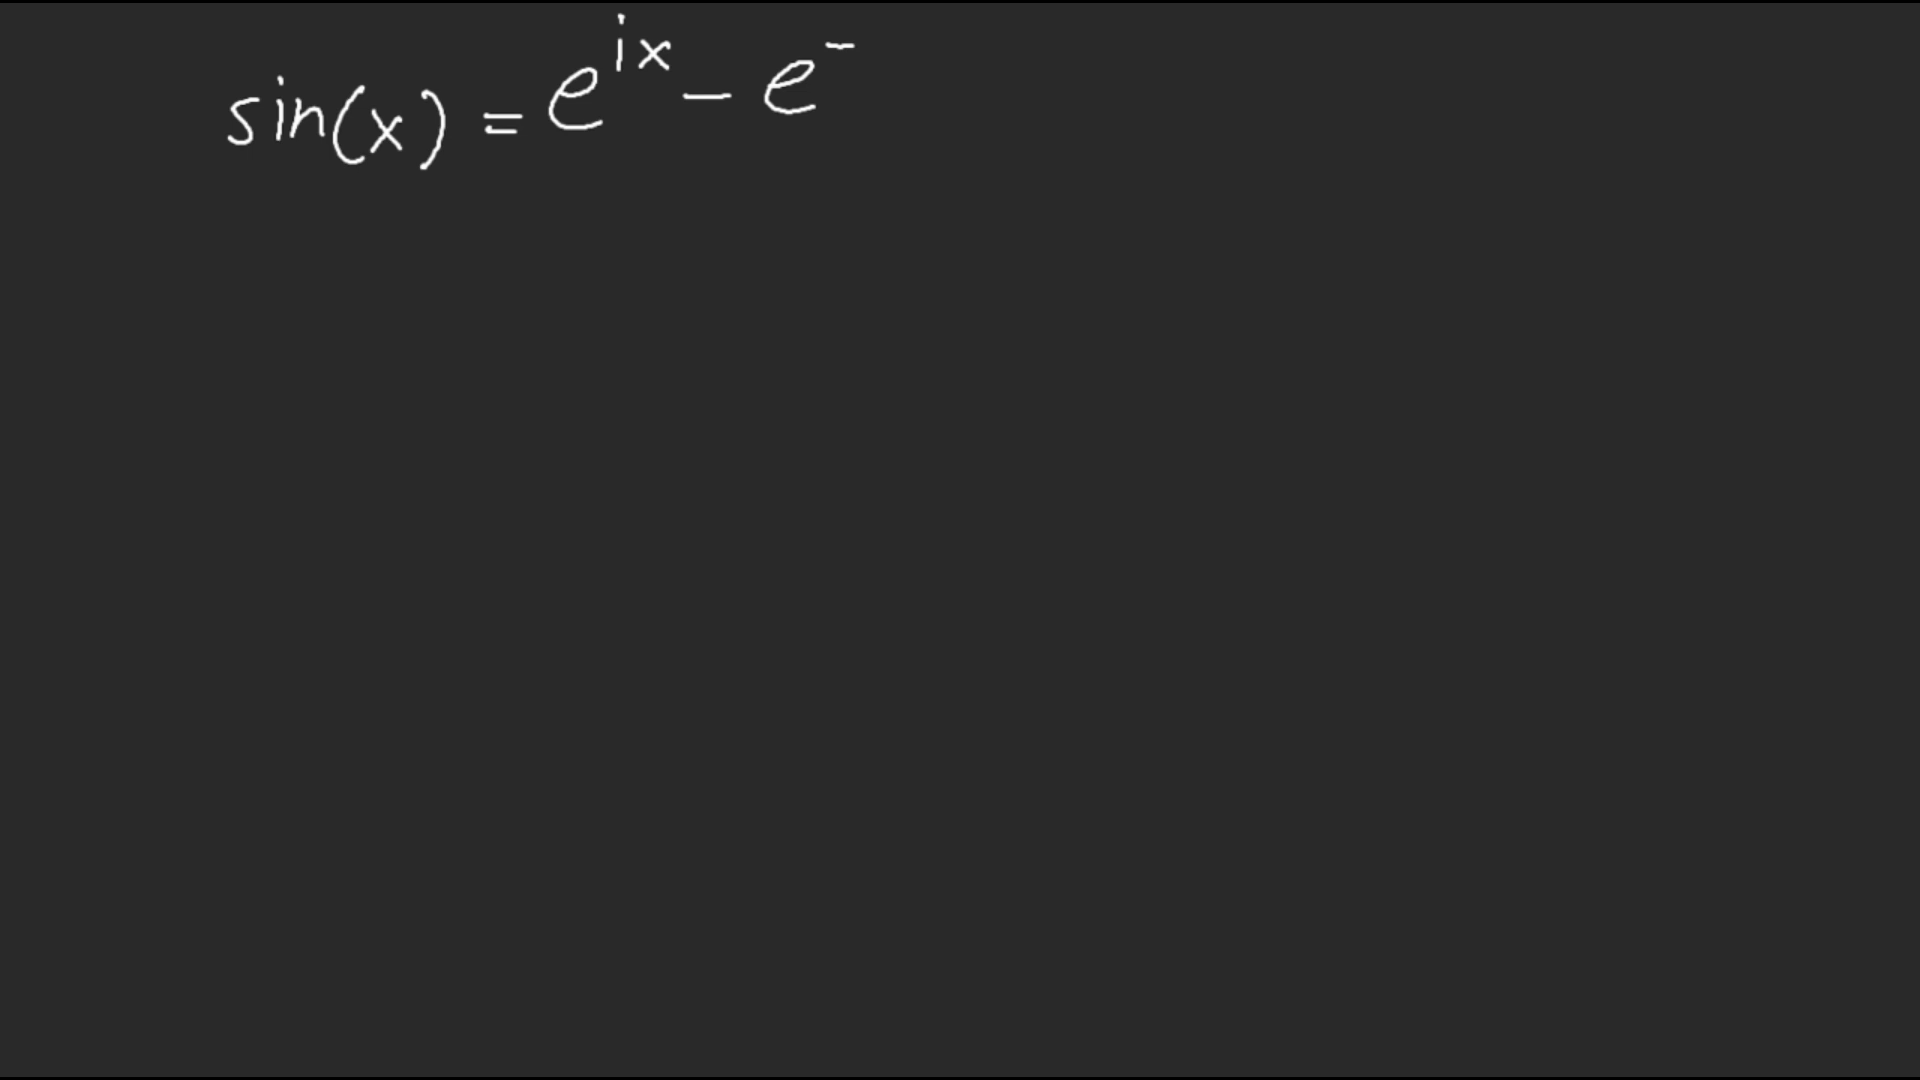 sin(x) = e^{ix} - e^{-}